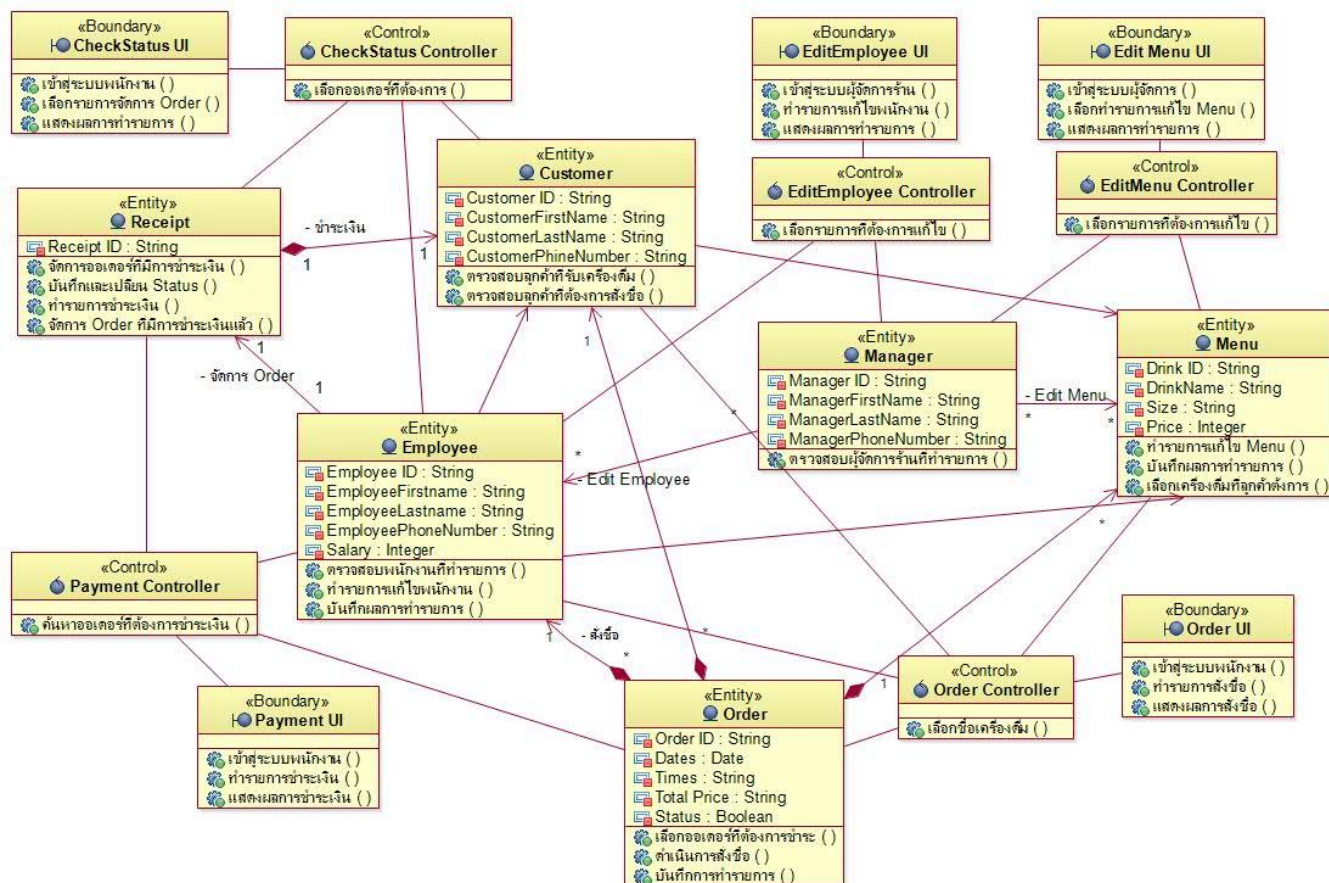 «Boundary»
CheckStatus UI
เข้าสู่ระบบพนักงาน ( )
เลือกรายการจัดการ Order ( )
แสดงผลการทำรายการ ( )
«Control»
CheckStatus Controller
เลือกออเดอร์ที่ต้องการ ( )
«Boundary»
EditEmployee UI
เข้าสู่ระบบผู้จัดการร้าน ( )
ทำรายการแก้ไขพนักงาน ( )
แสดงผลการทำรายการ ( )
«Boundary»
Edit Menu UI
เข้าสู่ระบบผู้จัดการ ( )
เลือกทำรายการแก้ไข Menu ( )
แสดงผลการทำรายการ ( )
«Entity»
Customer
Customer ID : String
CustomerFirstName : String
CustomerLastName : String
CustomerPhineNumber : String
ตรวจสอบลูกค้าที่รับเครื่องดื่ม ( )
ตรวจสอบลูกค้าที่ต้องการสั่งซื้อ ( )
«Control»
EditEmployee Controller
เลือกรายการที่ต้องการแก้ไข ( )
«Control»
EditMenu Controller
เลือกรายการที่ต้องการแก้ไข ( )
«Entity»
Receipt
Receipt ID : String
จัดการออเดอร์ที่มีการชำระเงิน ( )
บันทึกและเปลี่ยน Status ( )
ทำรายการชำระเงิน ( )
จัดการ Order ที่มีการชำระเงินแล้ว ( )
- ชำระเงิน
1
1
1
- จัดการ Order
1
1
«Entity»
Manager
Manager ID : String
ManagerFirstName : String
ManagerLastName : String
ManagerPhoneNumber : String
ตรวจสอบผู้จัดการร้านที่ทำรายการ ( )
- Edit Menu
*
*
*
«Entity»
Menu
Drink ID : String
DrinkName : String
Size : String
Price : Integer
ทำรายการแก้ไข Menu ( )
บันทึกผลการทำรายการ ( )
เลือกเครื่องดื่มที่ลูกค้าต้งการ ( )
«Entity»
Employee
Employee ID : String
EmployeeFirstname : String
EmployeeLastname : String
EmployeePhoneNumber : String
Salary : Integer
ตรวจสอบพนักงานที่ทำรายการ ( )
ทำรายการแก้ไขพนักงาน ( )
บันทึกผลการทำรายการ ( )
*
- Edit Employee
*
«Control»
Payment Controller
ค้นหาออเดอร์ที่ต้องการชำระเงิน ( )
1
- สั่งซื้อ
*
*
1
«Boundary»
Order UI
เข้าสู่ระบบพนักงาน ( )
ทำรายการสั่งซื้อ ( )
แสดงผลการสั่งซื้อ ( )
«Control»
Order Controller
เลือกชื่อเครื่องดื่ม ( )
«Boundary»
Payment UI
เข้าสู่ระบบพนักงาน ( )
ทำรายการชำระเงิน ( )
แสดงผลการชำระเงิน ( )
«Entity»
Order
Order ID : String
Dates : Date
Times : String
Total Price : String
Status : Boolean
เลือกออเดอร์ที่ต้องการชำระ ( )
ดำเนินการสั่งซื้อ ( )
บันทึกการทำรายการ ( )